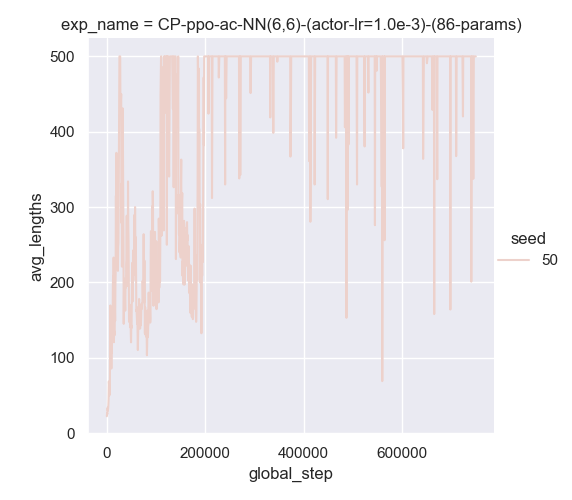 exp_name = CP-ppo-ac-NN(6,6)-(actor-lr=1.0e-3)-(86-params)
500
400
300
200
100
0
avg_lengths
0 200000 400000 600000
global_step
seed
50